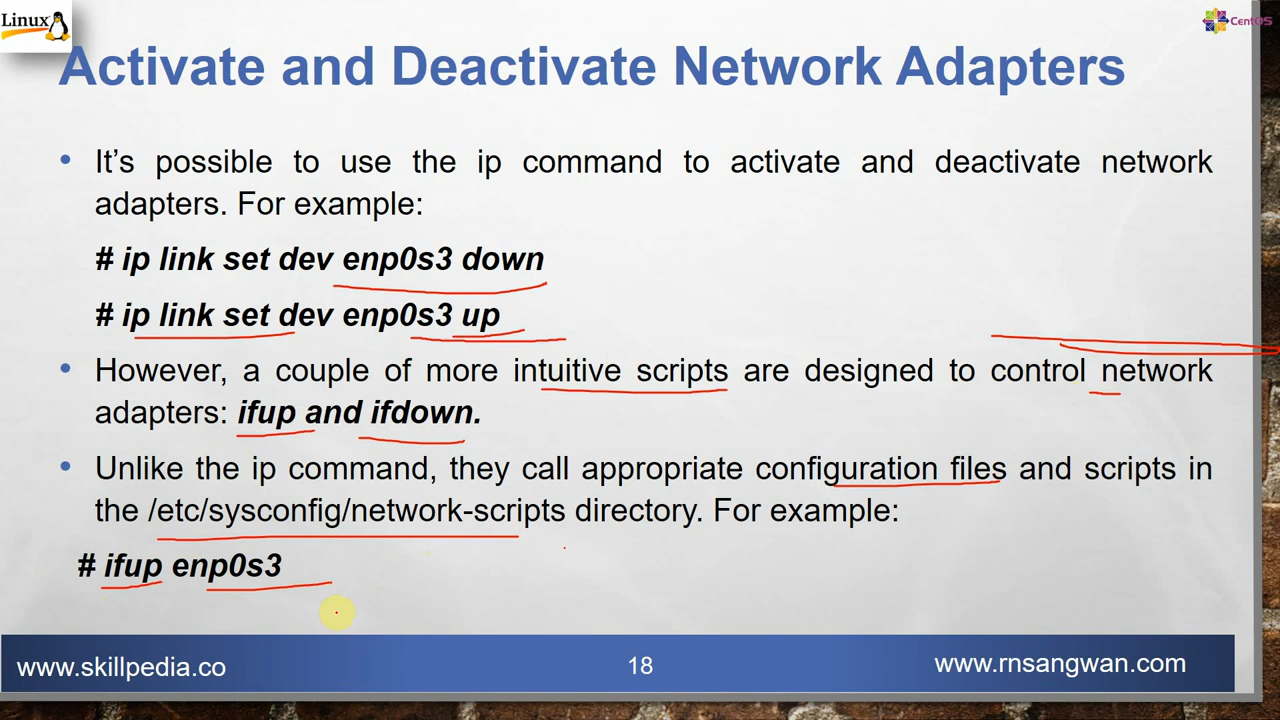 Linux
CentOS
Activate and Deactivate Network Adapters
• It’s possible to use the ip command to activate and deactivate network
adapters. For example:
# ip link set dev enp0s3 down
# ip link set dev enp0s3 up
• However, a couple of more intuitive scripts are designed to control network
adapters: ifup and ifdown.
• Unlike the ip command, they call appropriate configuration files and scripts in
the /etc/sysconfig/network-scripts directory. For example:
# ifup enp0s3
www.skillpedia.co
18
www.rnsangwan.com